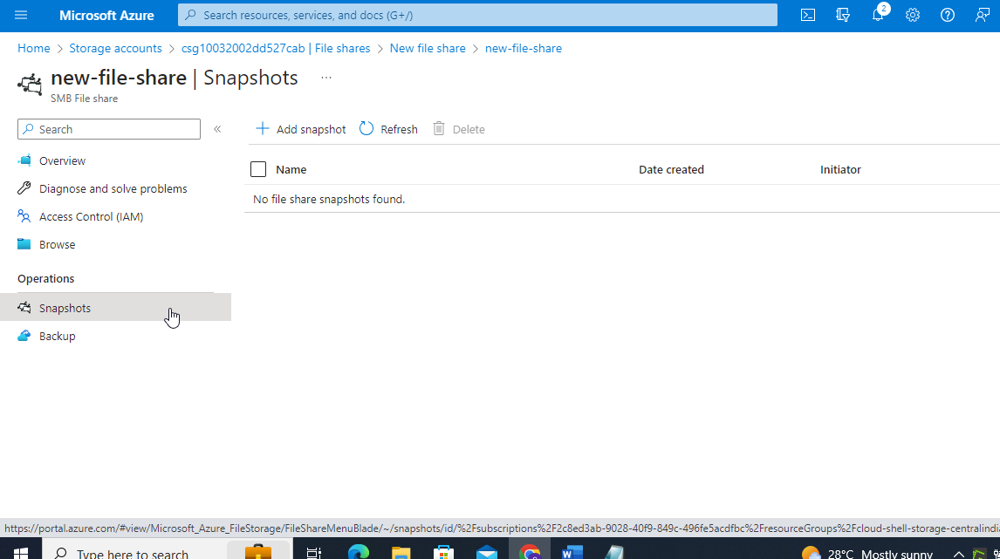 Microsoft Azure
Search resources, services, and docs (G+/)
2
Home > Storage accounts > csg10032002dd527cab | File shares > New file share > new-file-share
new-file-share | Snapshots ...
SMB File share
Search «
Overview
Diagnose and solve problems
Access Control (IAM)
Browse
Operations
Snapshots
Backup
+ Add snapshot Refresh Delete
Name Date created Initiator
No file share snapshots found.
https://portal.azure.com/#view/Microsoft_Azure_FileStorage/FileShareMenuBlade/~/snapshots/id/%2Fsubscriptions%2F2c8ed3ab-9028-40f9-849c-496fe5acdfbc%2FresourceGroups%2Fcloud-shell-storage-centralindi
Type here to search
28°C Mostly sunny